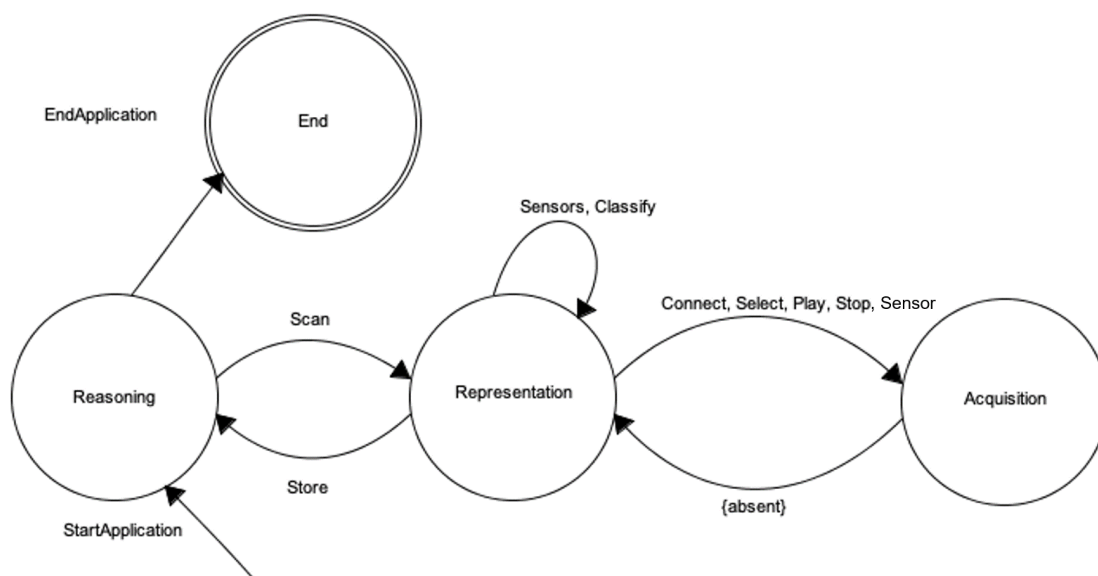 EndApplication
End
Sensors, Classify
Connect, Select, Play, Stop, Sensor
Scan
Reasoning
Representation
Acquisition
Store
{absent}
StartApplication